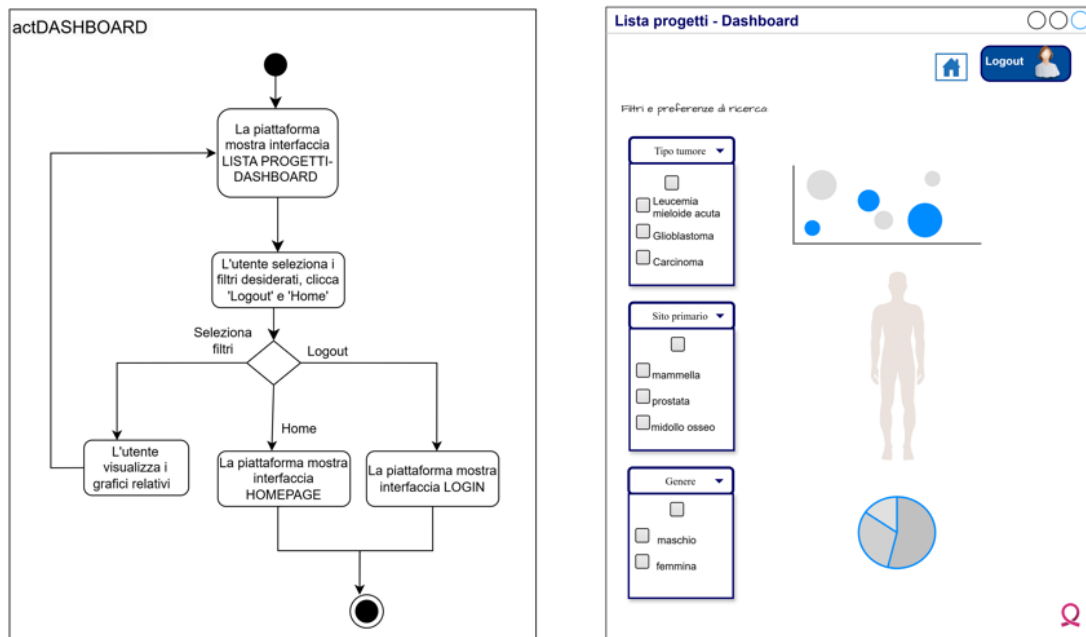 actDASHBOARD
La piattaforma
mostra interfaccia
LISTA PROGETTI-
DASHBOARD
L'utente seleziona i
filtri desiderati, clicca
'Logout' e 'Home'
Seleziona
filtri
Logout
Home
L'utente
visualizza i
grafici relativi
La piattaforma mostra
interfaccia
HOMEPAGE
La piattaforma mostra
interfaccia LOGIN
Lista progetti - Dashboard
Logout
Filtri e preferenze di ricerca
Tipo tumore
Leucemia
mieloide acuta
Glioblastoma
Carcinoma
Sito primario
mammella
prostata
midollo osseo
Genere
maschio
femmina